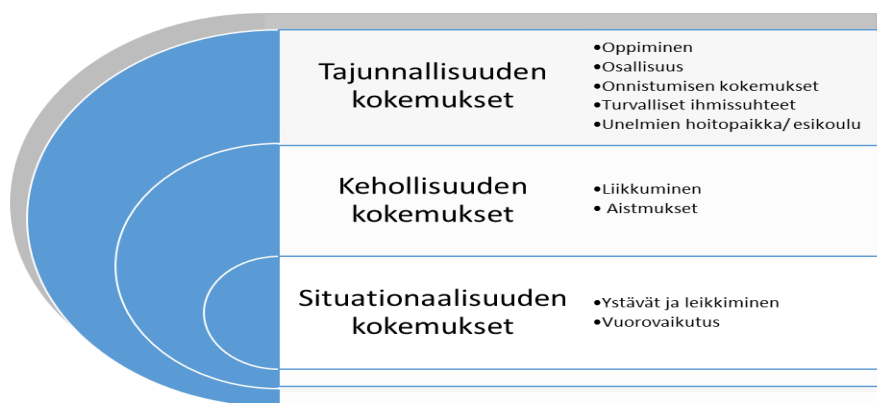 Tajunnallisuuden
kokemukset
•Oppiminen
•Osallisuus
•Onnistumisen kokemukset
•Turvalliset ihmissuhteet
•Unelmien hoitopaikka/ esikoulu
Kehollisuuden
kokemukset
•Liikkuminen
• Aistmukset
Situationaalisuuden
kokemukset
•Ystävät ja leikkiminen
•Vuorovaikutus